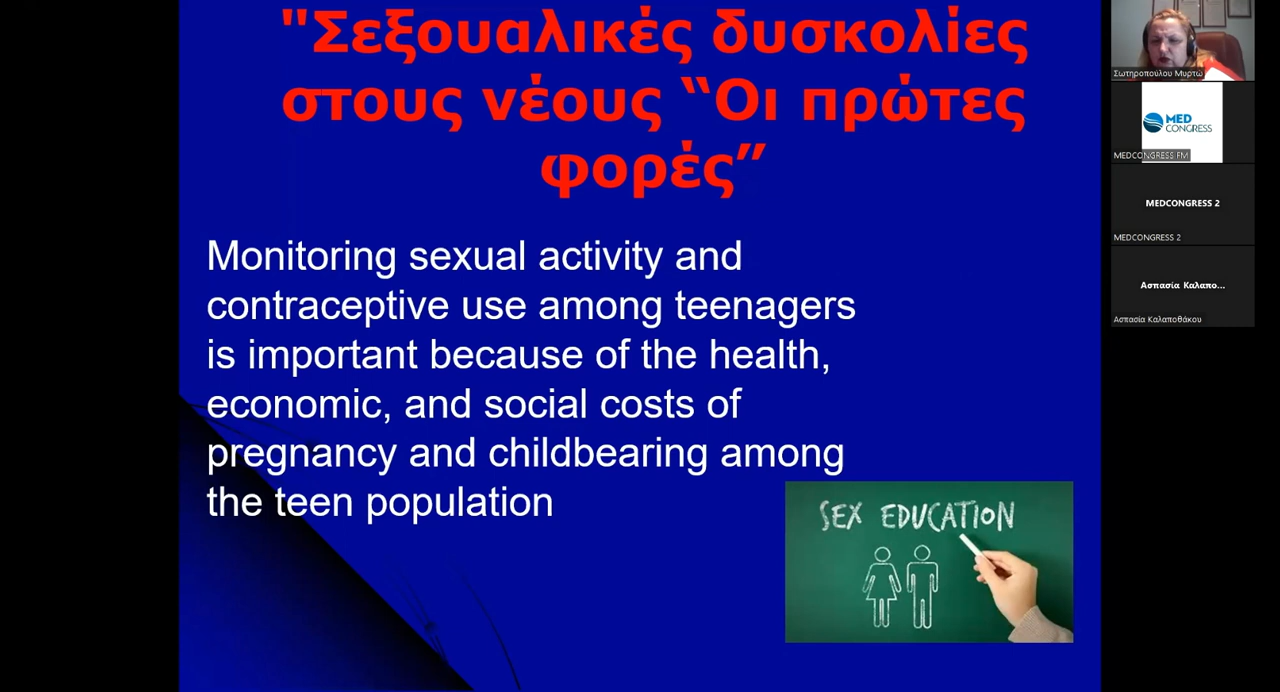 "Σεξουαλικές δυσκολίες
στους νέους “Οι πρώτες
φορές”
Monitoring sexual activity and
contraceptive use among teenagers
is important because of the health,
economic, and social costs of
pregnancy and childbearing among
the teen population
SEX EDUCATION
Σωτηροπούλου Μυρτώ
MED
CONGRESS
MEDCONGRESS FM
MEDCONGRESS 2
MEDCONGRESS 2
Ασπασία Καλαπο...
Ασπασία Καλαποθάκου